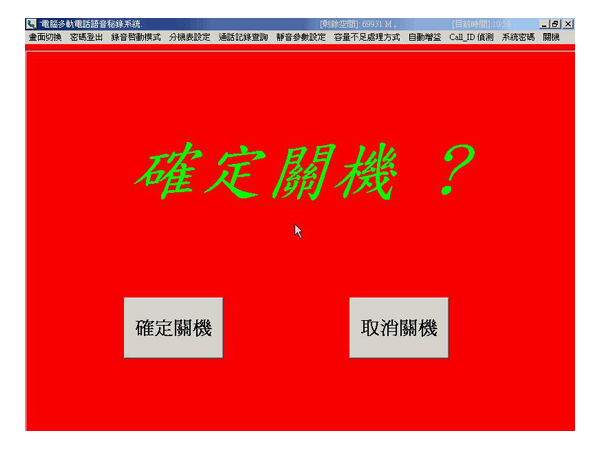 電腦多軌電話語音秘錄系統. [剩餘空間]: 69931 M , [目前時間]:10:59
畫面切換 密碼登出 錄音啟動模式 分機表設定 通話記錄查詢 靜音參數設定 容量不足處理方式 自動增益 Call_ID 偵測 系統密碼 關機
確定關機 ?
確定關機 取消關機